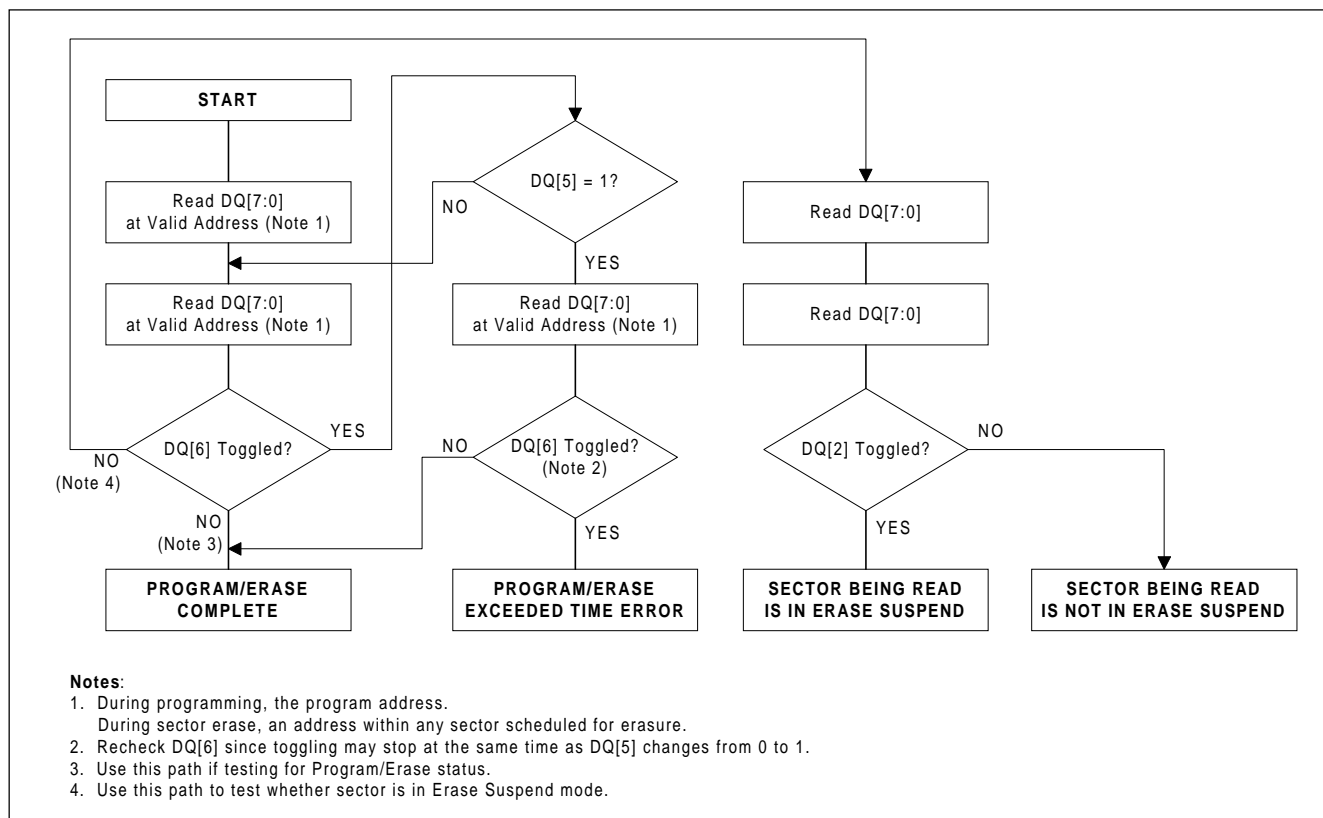 START
Read DQ[7:0]
at Valid Address (Note 1)
Read DQ[7:0]
at Valid Address (Note 1)
DQ[6] Toggled?
YES
NO
(Note 4)
NO
(Note 3)
PROGRAM/ERASE
COMPLETE
DQ[5] = 1?
NO
YES
Read DQ[7:0]
at Valid Address (Note 1)
DQ[6] Toggled?
(Note 2)
NO
YES
PROGRAM/ERASE
EXCEEDED TIME ERROR
Read DQ[7:0]
Read DQ[7:0]
DQ[2] Toggled?
NO
YES
SECTOR BEING READ
IS IN ERASE SUSPEND
SECTOR BEING READ
IS NOT IN ERASE SUSPEND
Notes:
1. During programming, the program address.
During sector erase, an address within any sector scheduled for erasure.
2. Recheck DQ[6] since toggling may stop at the same time as DQ[5] changes from 0 to 1.
3. Use this path if testing for Program/Erase status.
4. Use this path to test whether sector is in Erase Suspend mode.